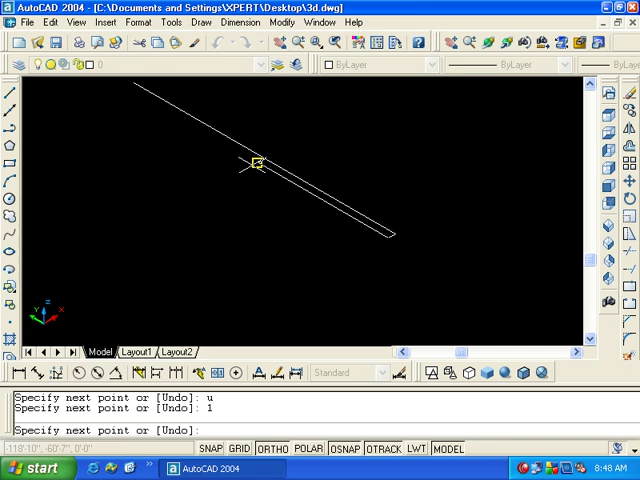 AutoCAD 2004 - [C:\Documents and Settings\XPERT\Desktop\3d.dwg]
File Edit View Insert Format Tools Draw Dimension Modify Window Help
0 ByLayer ByLayer
Z
Y X
Model Layout1 Layout2
Standard
Specify next point or [Undo]: u
Specify next point or [Undo]: 1
Specify next point or [Undo]:
-118'-10", -60'-7", 0'-0" SNAP GRID ORTHO POLAR OSNAP OTRACK LWT MODEL
start AutoCAD 2004 8:48 AM